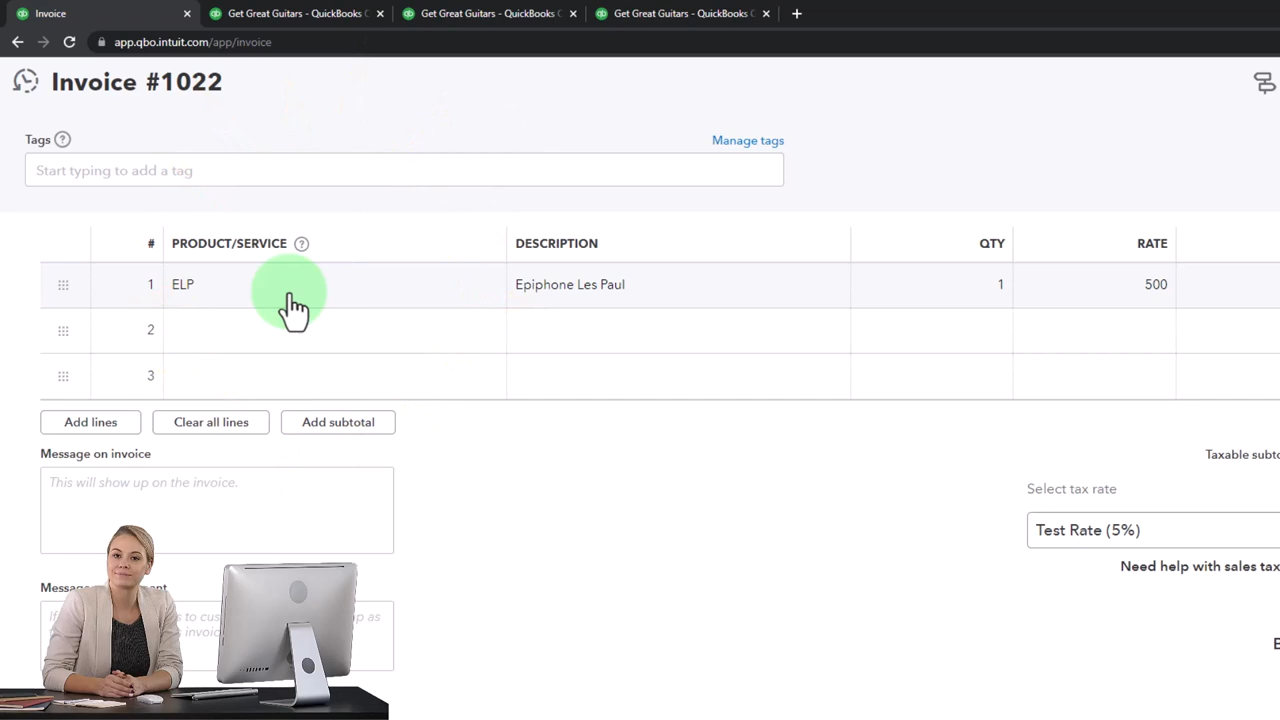 Invoice
Get Great Guitars - QuickBooks
Get Great Guitars - QuickBooks
Get Great Guitars - QuickBooks
app.qbo.intuit.com/app/invoice
Invoice #1022
Tags
Manage tags
Start typing to add a tag
# PRODUCT/SERVICE DESCRIPTION QTY RATE
1 ELP Epiphone Les Paul 1 500
2
3
Add lines Clear all lines Add subtotal
Message on invoice
Taxable
This will show up on the invoice.
Select tax rate
Test Rate (5%)
Need help with sales tax